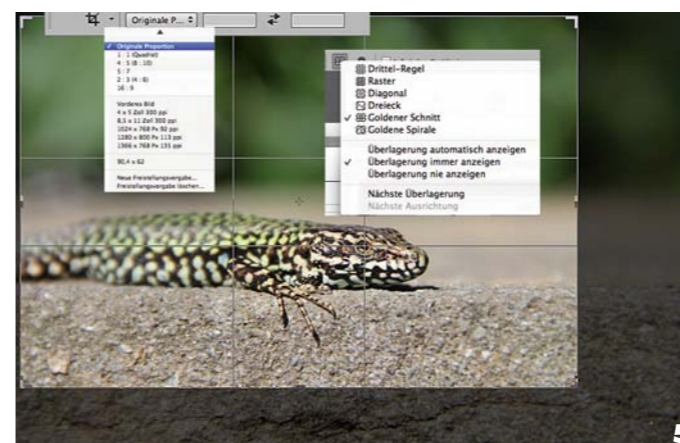 Originale P...
Originale Proportion
1 : 1 (Quadrat)
4 : 5 (8 : 10)
5 : 7
2 : 3 (4 : 6)
16 : 9
Vorderes Bild
4 x 5 Zoll 300 ppi
8,5 x 11 Zoll 300 ppi
1024 x 768 Px 92 ppi
1280 x 800 Px 113 ppi
1366 x 768 Px 135 ppi
90,4 x 62
Neue Freistellungsvorgabe...
Freistellungsvorgabe löschen...
Drittel-Regel
Raster
Diagonal
Dreieck
Goldener Schnitt
Goldene Spirale
Überlagerung automatisch anzeigen
Überlagerung immer anzeigen
Überlagerung nie anzeigen
Nächste Überlagerung
Nächste Ausrichtung